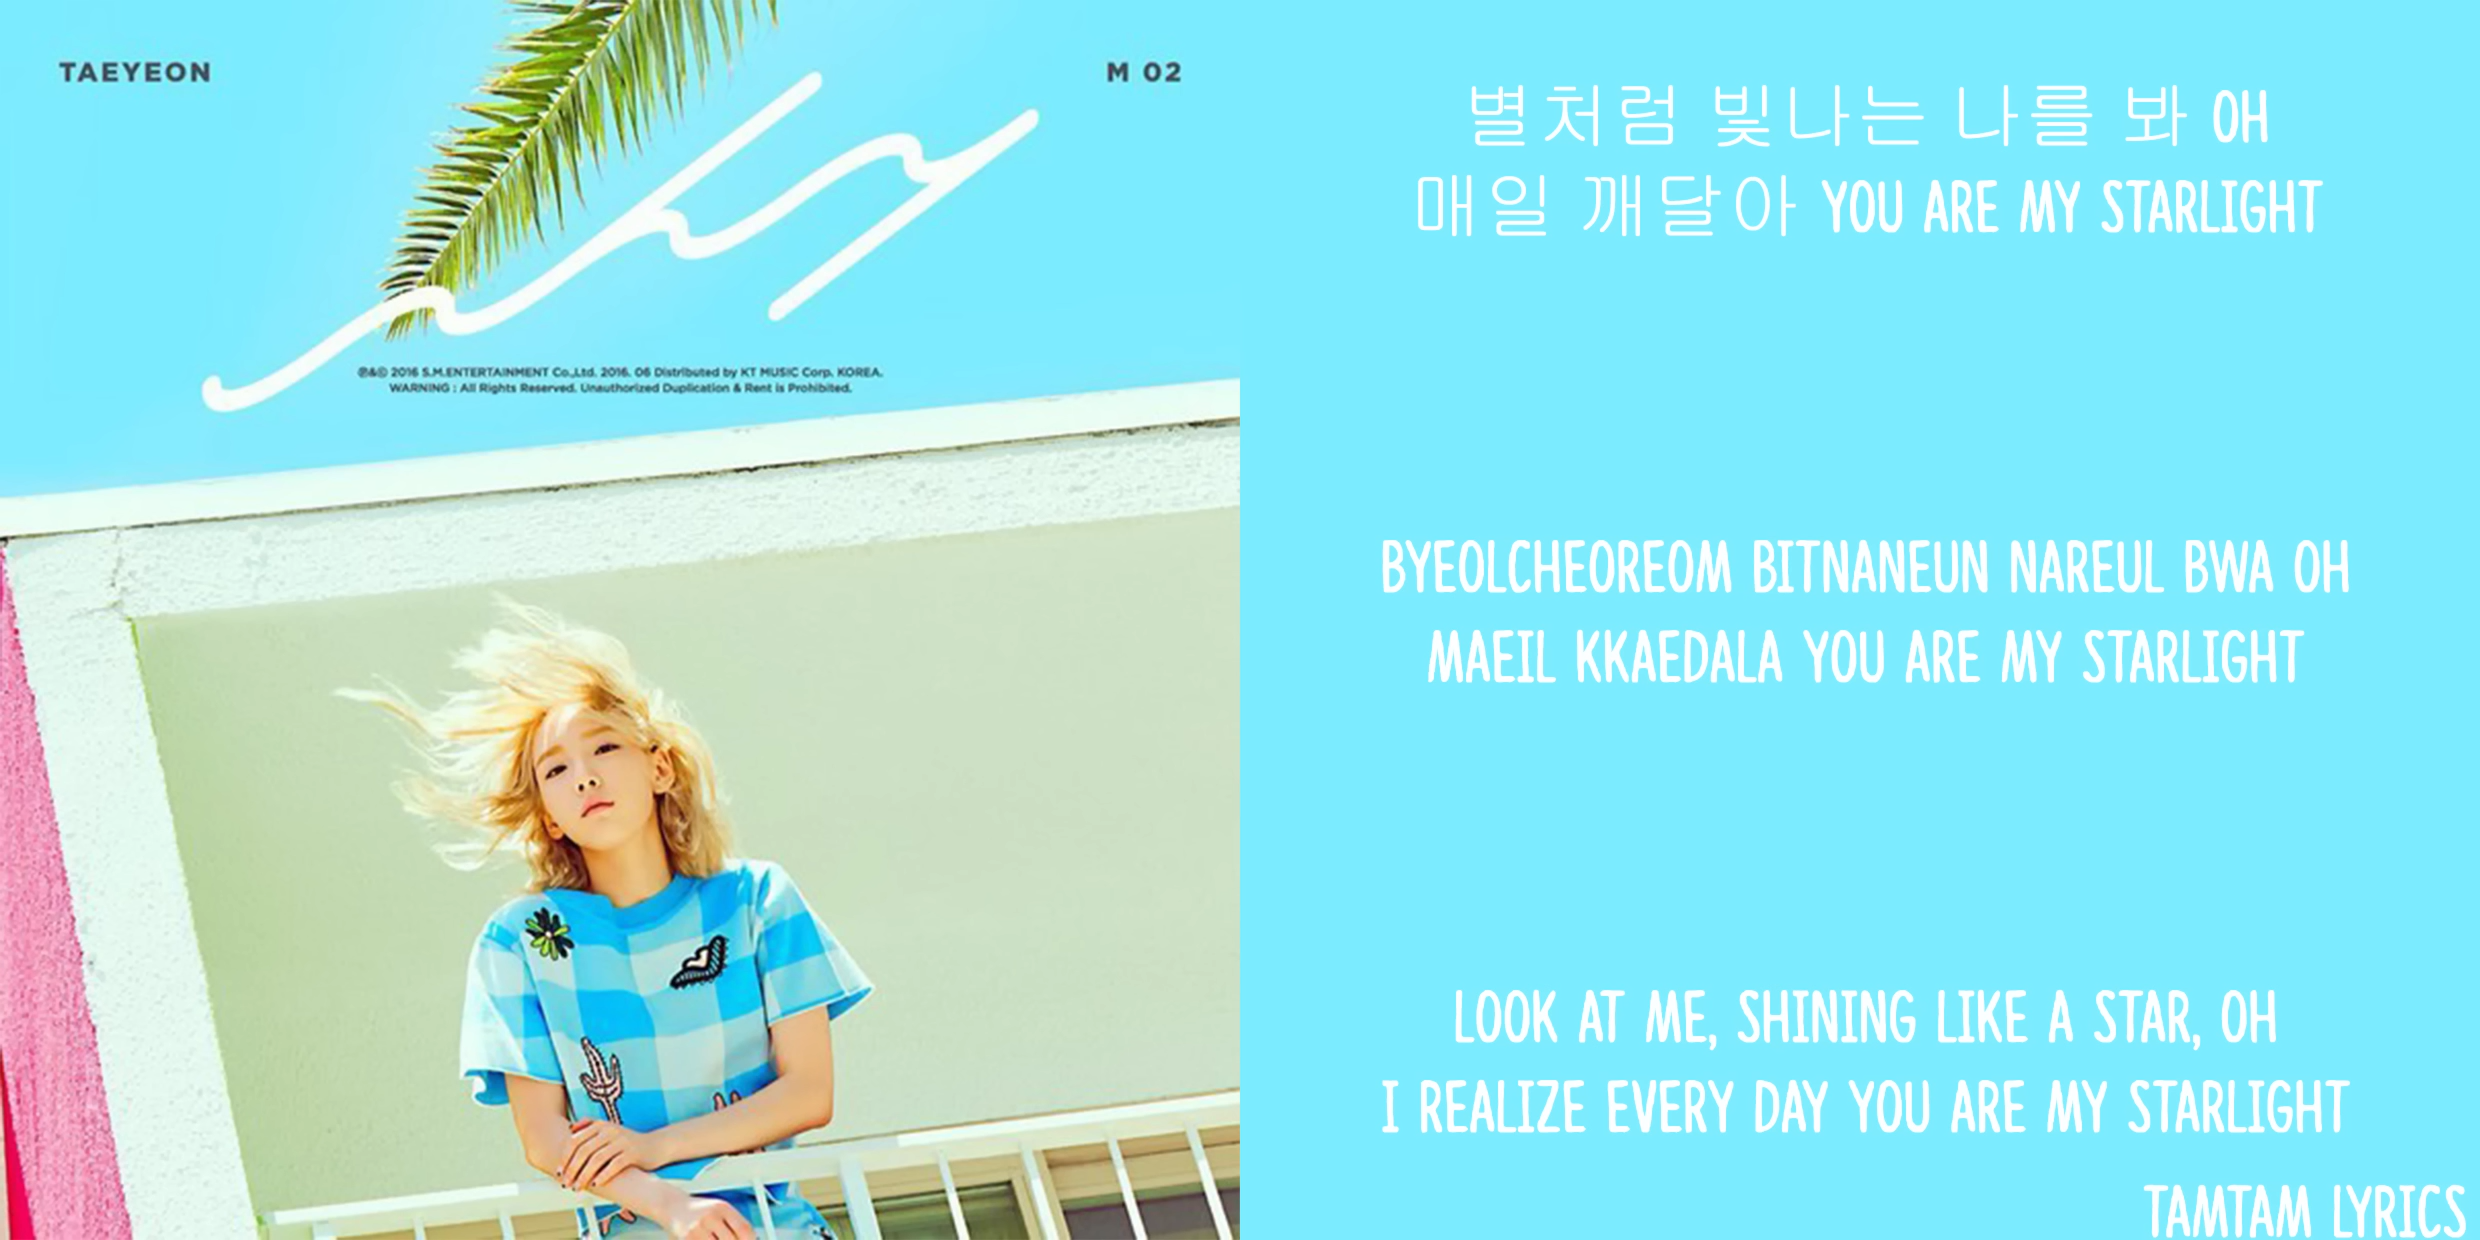 TAEYEON
M 02
Why
℗&© 2016 S.M.ENTERTAINMENT Co.,Ltd. 2016. 06 Distributed by KT MUSIC Corp. KOREA.
WARNING : All Rights Reserved. Unauthorized Duplication & Rent is Prohibited.
별처럼 빛나는 나를 봐 OH
매일 깨달아 YOU ARE MY STARLIGHT
BYEOLCHEOREOM BITNANEUN NAREUL BWA OH
MAEIL KKAEDALA YOU ARE MY STARLIGHT
LOOK AT ME, SHINING LIKE A STAR, OH
I REALIZE EVERY DAY YOU ARE MY STARLIGHT
TAMTAM LYRICS